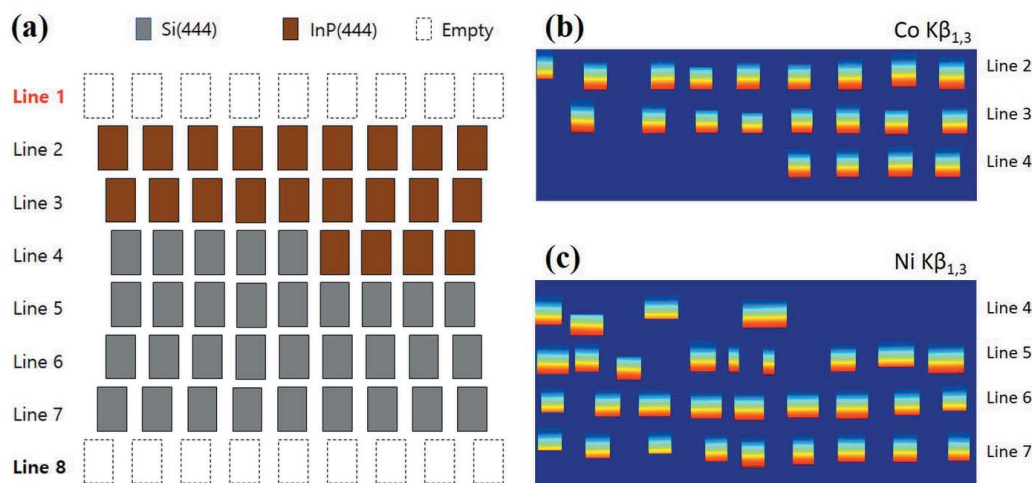 (a) Si(444) InP(444) Empty
Line 1
Line 2
Line 3
Line 4
Line 5
Line 6
Line 7
Line 8
(b) Co Kβ1,3
Line 2
Line 3
Line 4
(c) Ni Kβ1,3
Line 4
Line 5
Line 6
Line 7